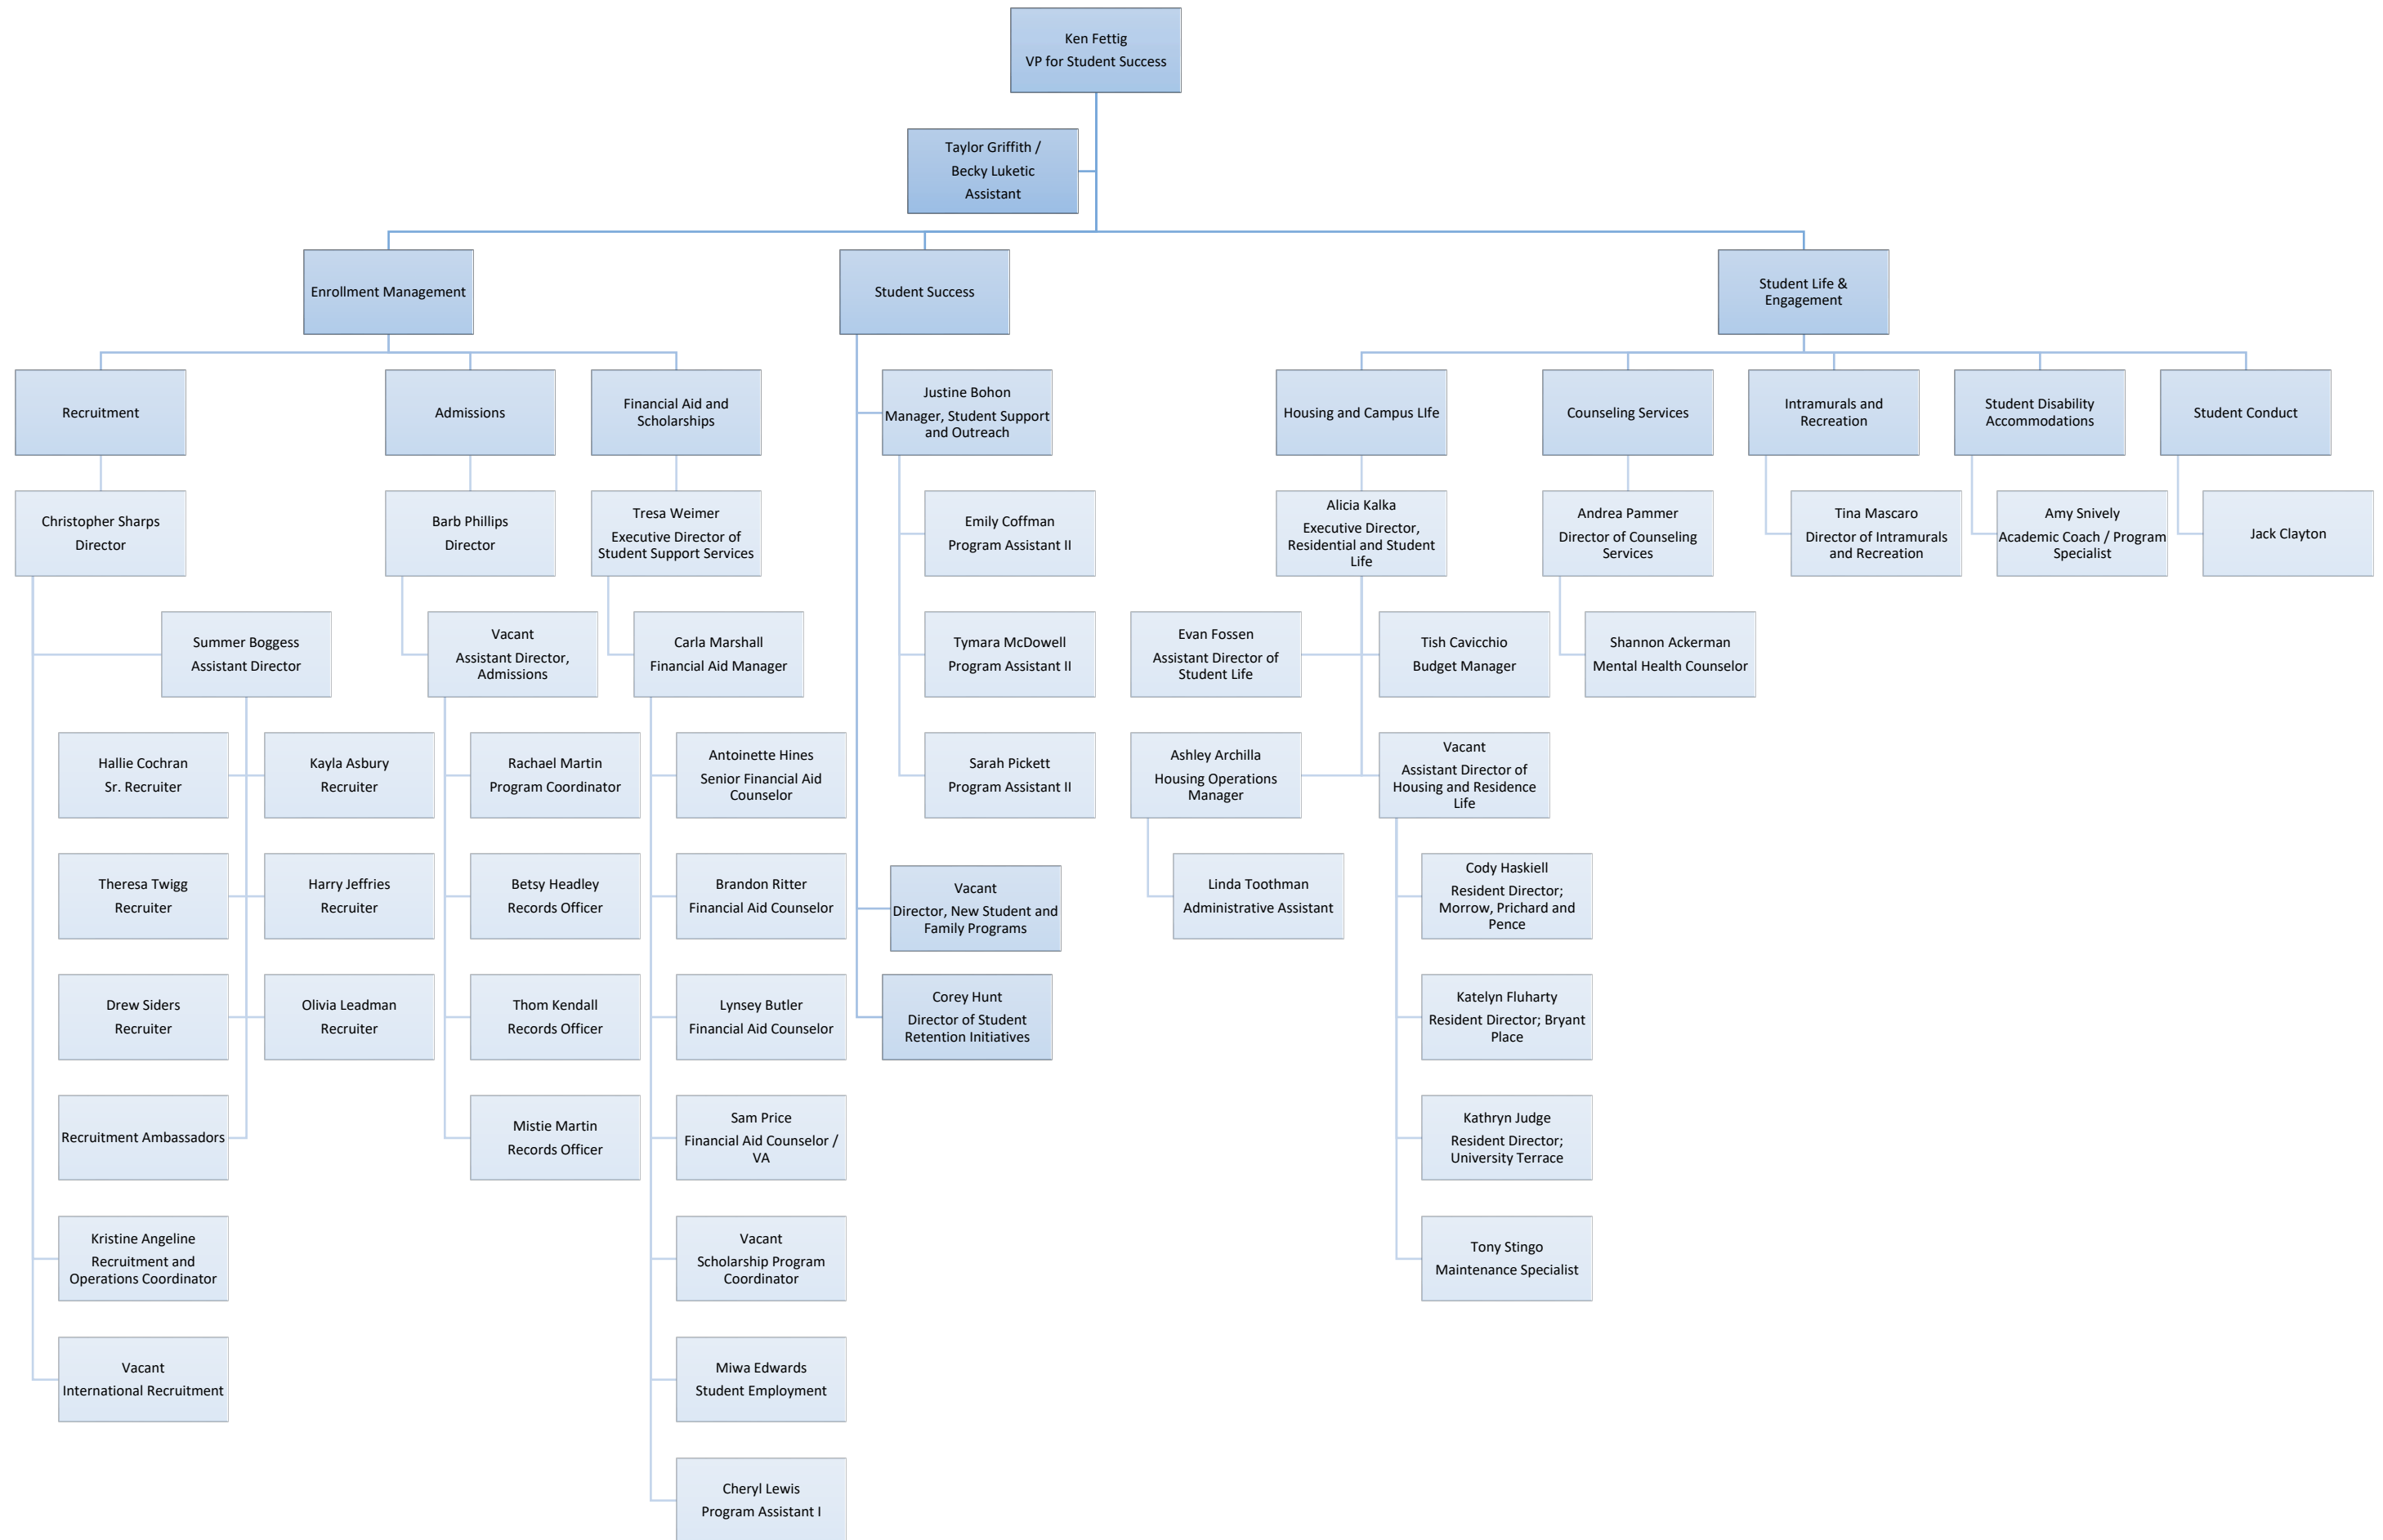 Ken Fettig
VP for Student Success
Taylor Griffith /
Becky Luketic
Assistant
Enrollment Management
Student Success
Student Life &
Engagement
Recruitment
Admissions
Financial Aid and
Scholarships
Justine Bohon
Manager, Student Support
and Outreach
Housing and Campus LIfe
Counseling Services
Intramurals and
Recreation
Student Disability
Accommodations
Student Conduct
Christopher Sharps
Director
Barb Phillips
Director
Tresa Weimer
Executive Director of
Student Support Services
Emily Coffman
Program Assistant II
Alicia Kalka
Executive Director,
Residential and Student
Life
Andrea Pammer
Director of Counseling
Services
Tina Mascaro
Director of Intramurals
and Recreation
Amy Snively
Academic Coach / Program
Specialist
Jack Clayton
Summer Boggess
Assistant Director
Vacant
Assistant Director,
Admissions
Carla Marshall
Financial Aid Manager
Tymara McDowell
Program Assistant II
Evan Fossen
Assistant Director of
Student Life
Tish Cavicchio
Budget Manager
Shannon Ackerman
Mental Health Counselor
Hallie Cochran
Sr. Recruiter
Kayla Asbury
Recruiter
Rachael Martin
Program Coordinator
Antoinette Hines
Senior Financial Aid
Counselor
Sarah Pickett
Program Assistant II
Ashley Archilla
Housing Operations
Manager
Vacant
Assistant Director of
Housing and Residence
Life
Theresa Twigg
Recruiter
Harry Jeffries
Recruiter
Betsy Headley
Records Officer
Brandon Ritter
Financial Aid Counselor
Vacant
Director, New Student and
Family Programs
Linda Toothman
Administrative Assistant
Cody Haskiell
Resident Director;
Morrow, Prichard and
Pence
Drew Siders
Recruiter
Olivia Leadman
Recruiter
Thom Kendall
Records Officer
Lynsey Butler
Financial Aid Counselor
Corey Hunt
Director of Student
Retention Initiatives
Katelyn Fluharty
Resident Director; Bryant
Place
Recruitment Ambassadors
Mistie Martin
Records Officer
Sam Price
Financial Aid Counselor /
VA
Kathryn Judge
Resident Director;
University Terrace
Kristine Angeline
Recruitment and
Operations Coordinator
Vacant
Scholarship Program
Coordinator
Tony Stingo
Maintenance Specialist
Vacant
International Recruitment
Miwa Edwards
Student Employment
Cheryl Lewis
Program Assistant I